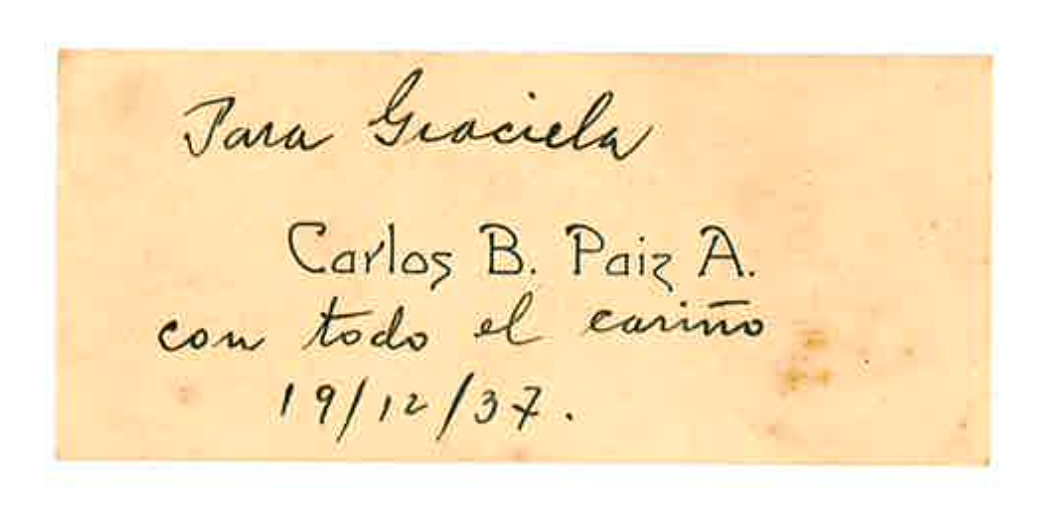 Para Graciela
Carlos B. Paiz A.
con todo el cariño
19/12/37.